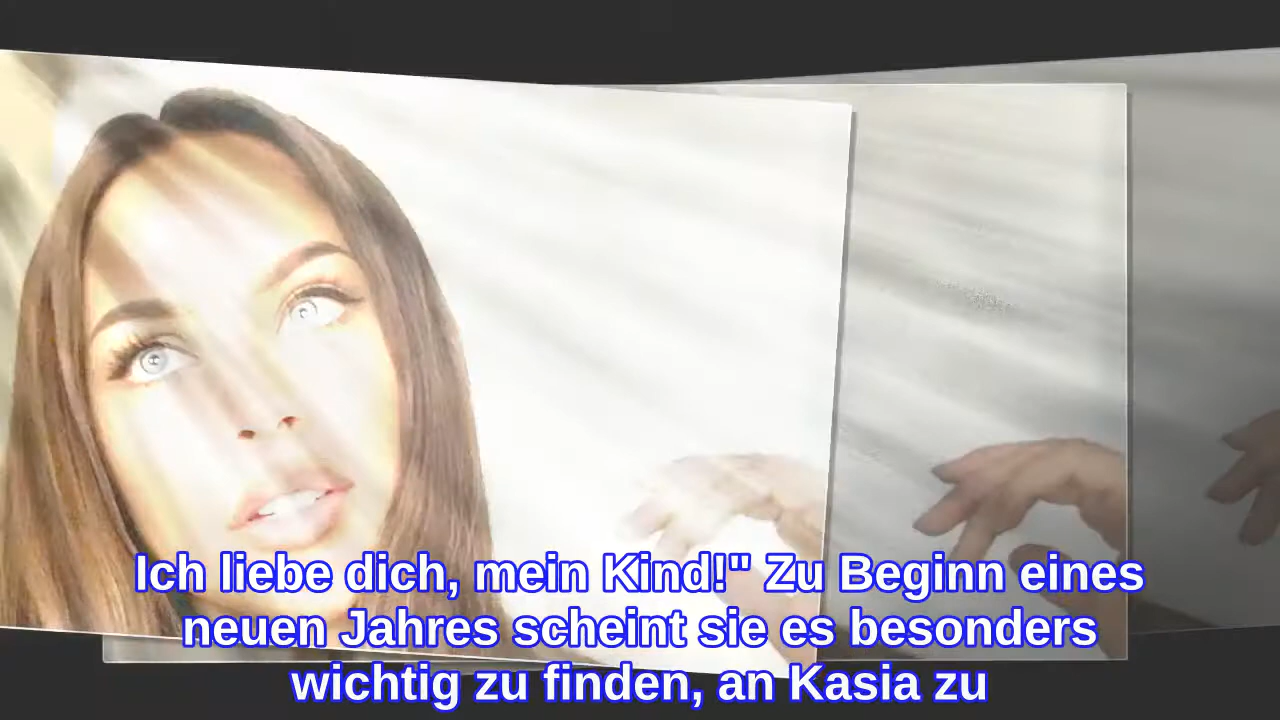 Ich liebe dich, mein Kind!" Zu Beginn eines
neuen Jahres scheint sie es besonders
wichtig zu finden, an Kasia zu